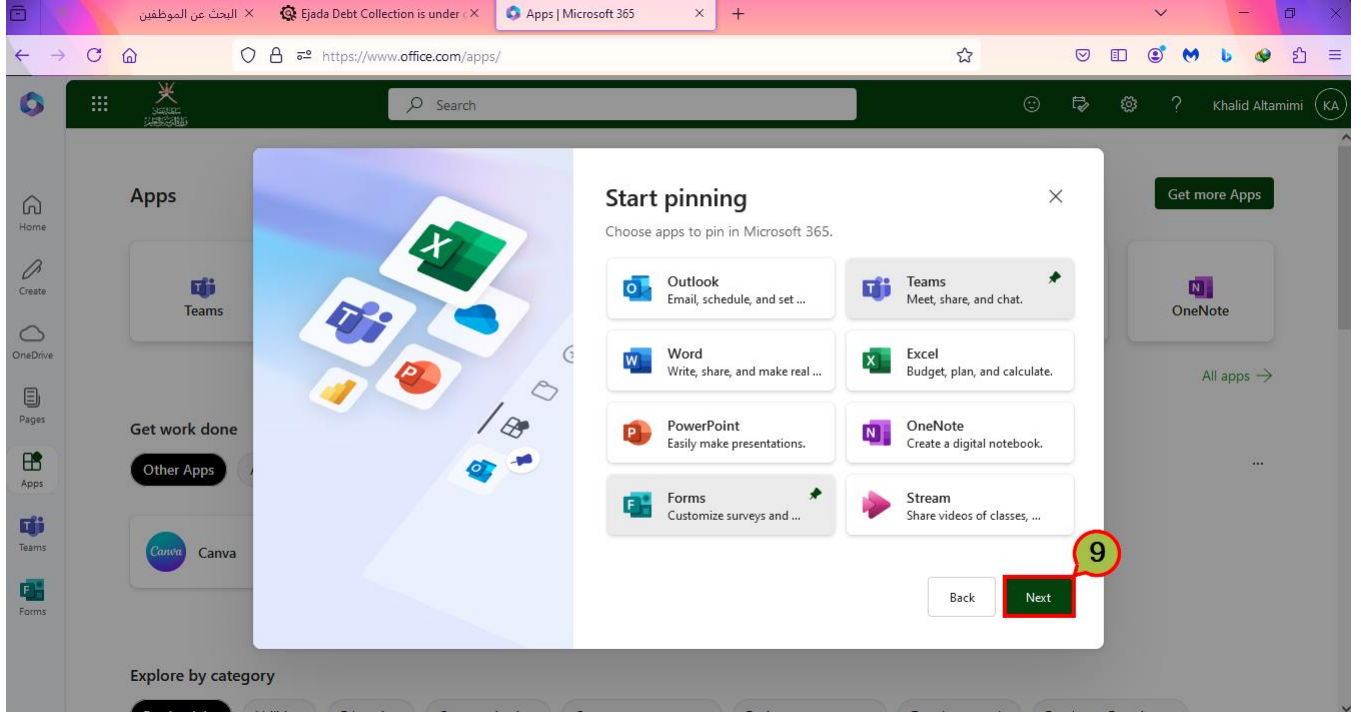 البحث عن الموظفين
Ejada Debt Collection is under
Apps | Microsoft 365
https://www.office.com/apps/
Search
Khalid Altamimi
KA
Home
Create
OneDrive
Pages
Apps
Teams
Forms
Apps
Get more Apps
Teams
OneNote
All apps
Get work done
Other Apps
...
Canva
Canva
Explore by category
Start pinning
Choose apps to pin in Microsoft 365.
Outlook
Email, schedule, and set ...
Teams
Meet, share, and chat.
Word
Write, share, and make real ...
Excel
Budget, plan, and calculate.
PowerPoint
Easily make presentations.
OneNote
Create a digital notebook.
Forms
Customize surveys and ...
Stream
Share videos of classes, ...
Back
Next
9